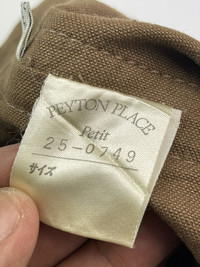 PEYTON PLACE
Petit
25-0749
サイズ